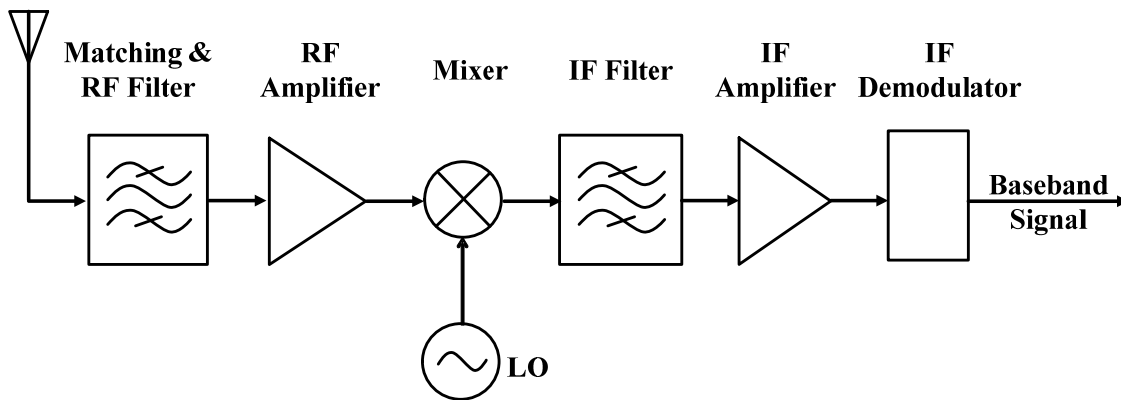 Matching &
RF Filter
RF
Amplifier
Mixer
IF Filter
IF
Amplifier
IF
Demodulator
Baseband
Signal
LO